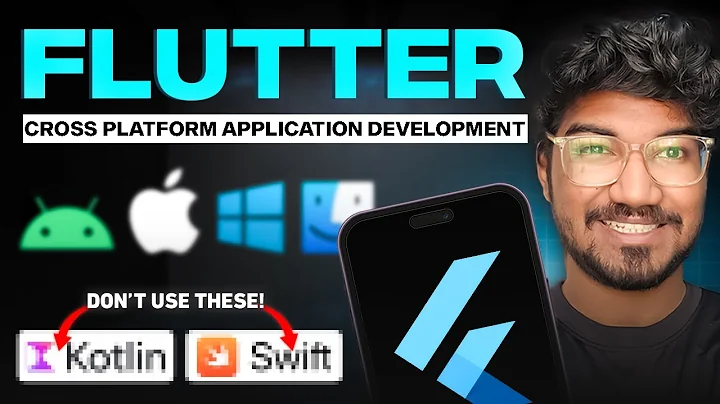 FLUTTER
CROSS PLATFORM APPLICATION DEVELOPMENT
DON'T USE THESE!
Kotlin
Swift